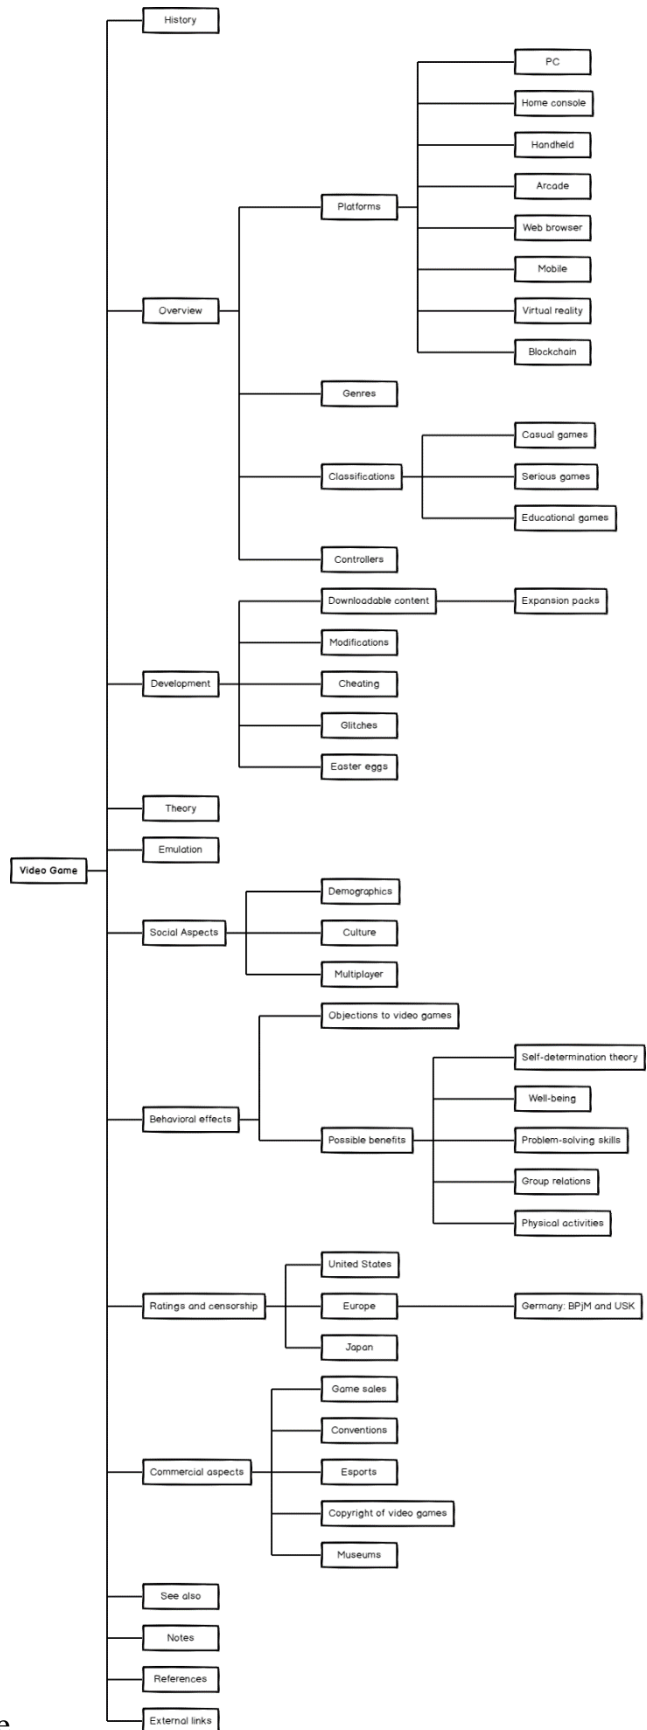 History
PC
Home console
Handheld
Arcade
Platforms
Web browser
Mobile
Overview
Virtual reality
Blockchain
Genres
Casual games
Classifications
Serious games
Educational games
Controllers
Downloadable content
Expansion packs
Modifications
Development
Cheating
Glitches
Easter eggs
Theory
Emulation
Video Game
Demographics
Social Aspects
Culture
Multiplayer
Objections to video games
Self-determination theory
Well-being
Behavioral effects
Possible benefits
Problem-solving skills
Group relations
Physical activities
United States
Ratings and censorship
Europe
Germany: BPjM and USK
Japan
Game sales
Conventions
Commercial aspects
Esports
Copyright of video games
Museums
See also
Notes
References
External links